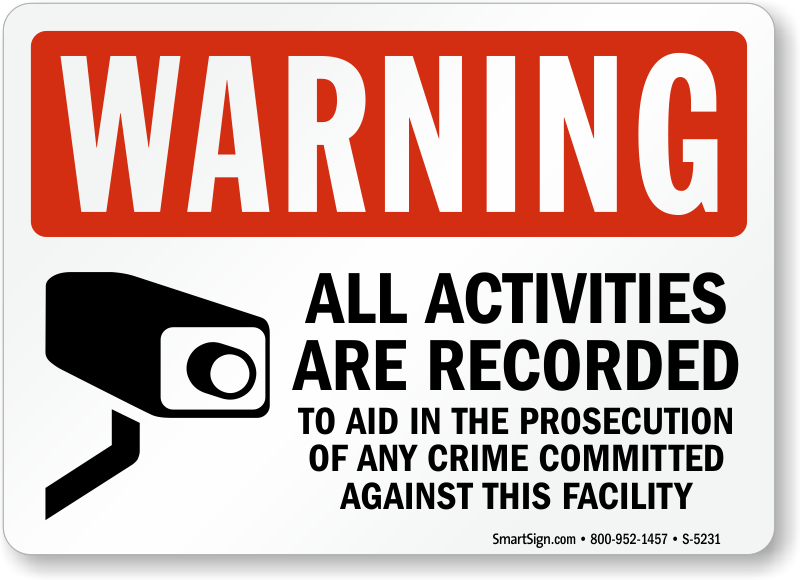 WARNING
ALL ACTIVITIES
ARE RECORDED
TO AID IN THE PROSECUTION
OF ANY CRIME COMMITTED
AGAINST THIS FACILITY
SmartSign.com • 800-952-1457 • S-5231